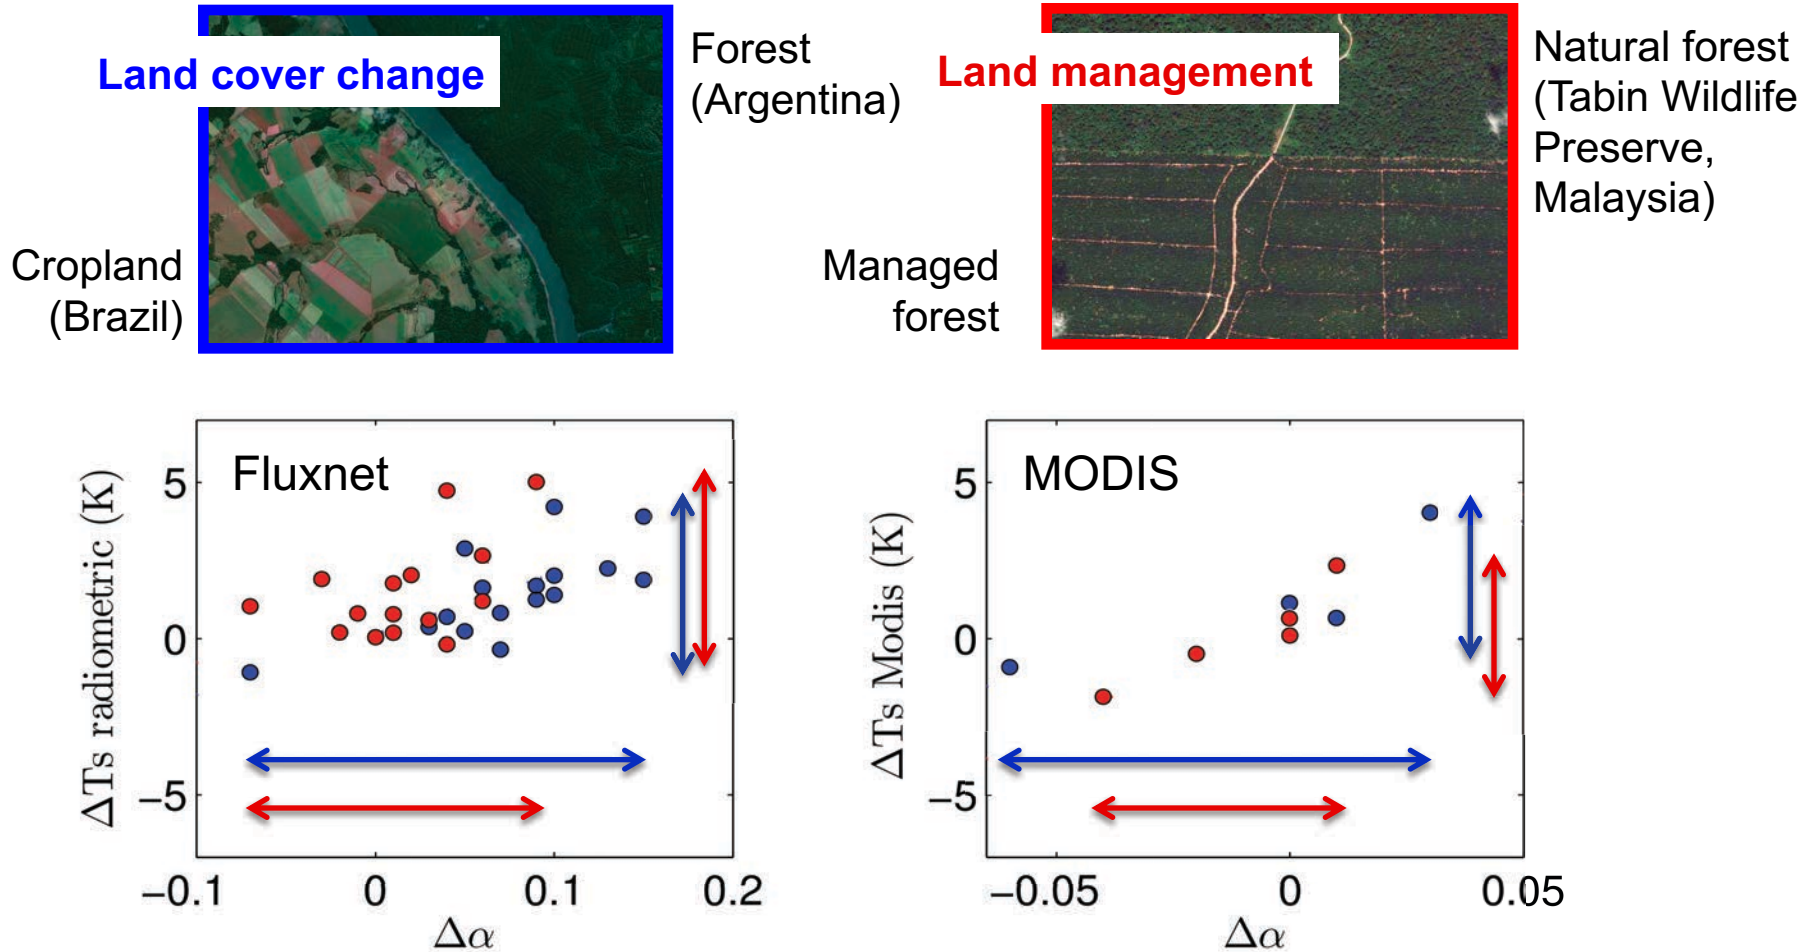 Land cover change
Forest
(Argentina)
Cropland
(Brazil)
Land management
Natural forest
(Tabin Wildlife
Preserve,
Malaysia)
Managed
forest
Fluxnet
ΔTs radiometric (K)
5
0
−5
−0.1
0
0.1
0.2
Δα
MODIS
ΔTs Modis (K)
5
0
−5
−0.05
0
0.05
Δα